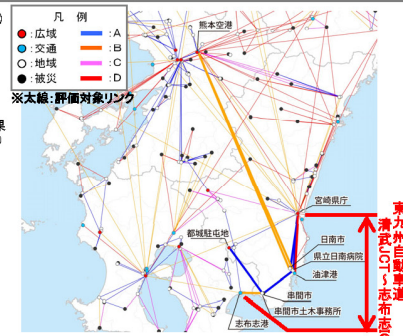 凡 例
●:広域 ━:A
●:交通 ━:B
○:地域 ━:C
●:被災 ━:D
※太線:評価対象リンク
果
熊本空港
宮崎県庁
都城駐屯地
日南市
県立日南病院
油津港
串間市
串間市土木事務所
志布志港
東九州自動車道
清武JCT~志布志